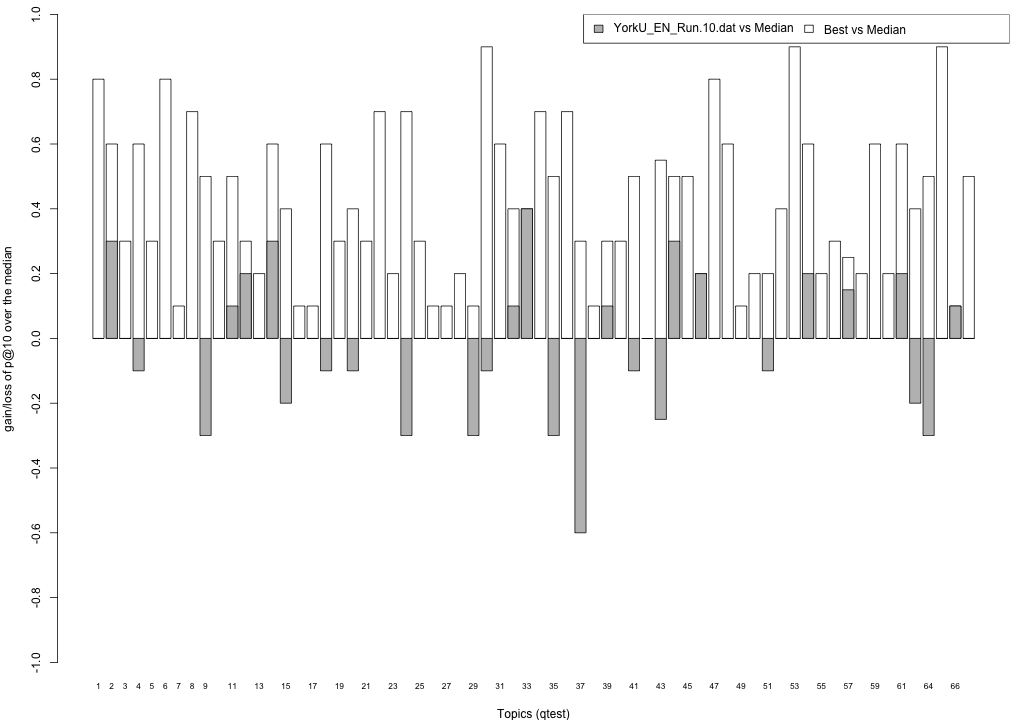 YorkU_EN_Run.10.dat vs Median Best vs Median
gain/loss of p@10 over the median
1.0
0.8
0.6
0.4
0.2
0.0
-0.2
-0.4
-0.6
-0.8
-1.0
1 2 3 4 5 6 7 8 9 11 13 15 17 19 21 23 25 27 29 31 33 35 37 39 41 43 45 47 49 51 53 55 57 59 61 64 66
Topics (qtest)